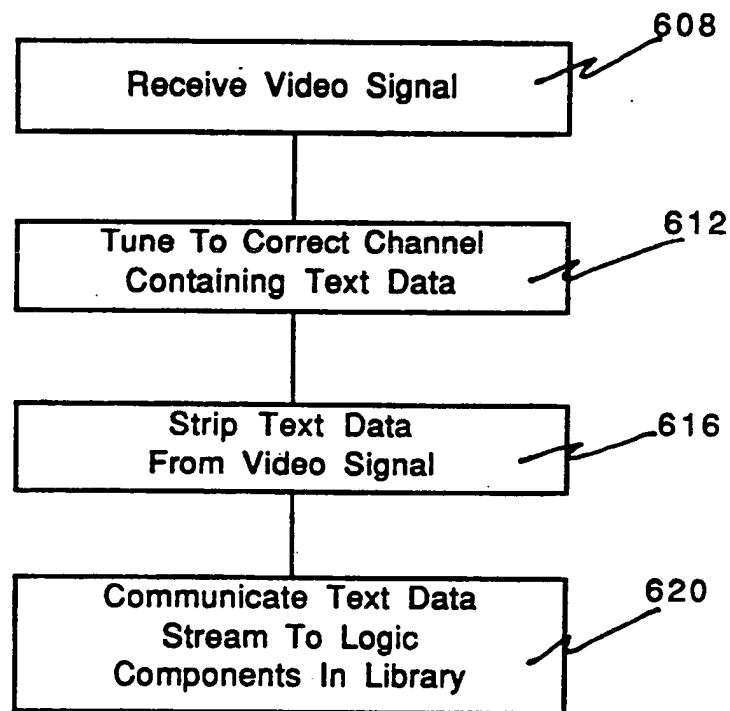 608
Receive Video Signal
612
Tune To Correct Channel
Containing Text Data
616
Strip Text Data
From Video Signal
620
Communicate Text Data
Stream To Logic
Components In Library